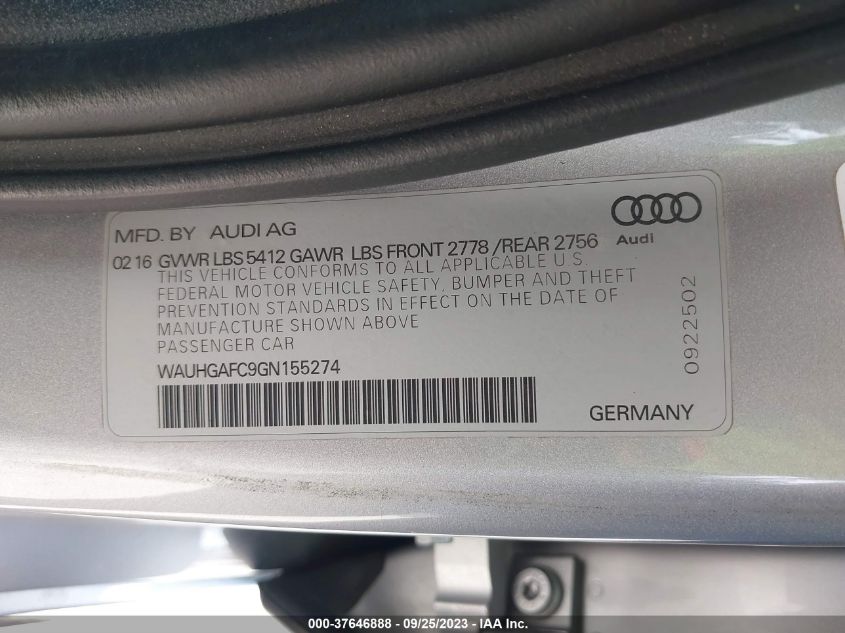 MFD. BY AUDI AG
Audi
02 16 GVWR LBS 5412 GAWR LBS FRONT 2778 /REAR 2756
THIS VEHICLE CONFORMS TO ALL APPLICABLE U.S.
FEDERAL MOTOR VEHICLE SAFETY, BUMPER AND THEFT
PREVENTION STANDARDS IN EFFECT ON THE DATE OF
MANUFACTURE SHOWN ABOVE
PASSENGER CAR
WAUHGAFC9GN155274
0922502
GERMANY
000-37646888 - 09/25/2023 - IAA Inc.